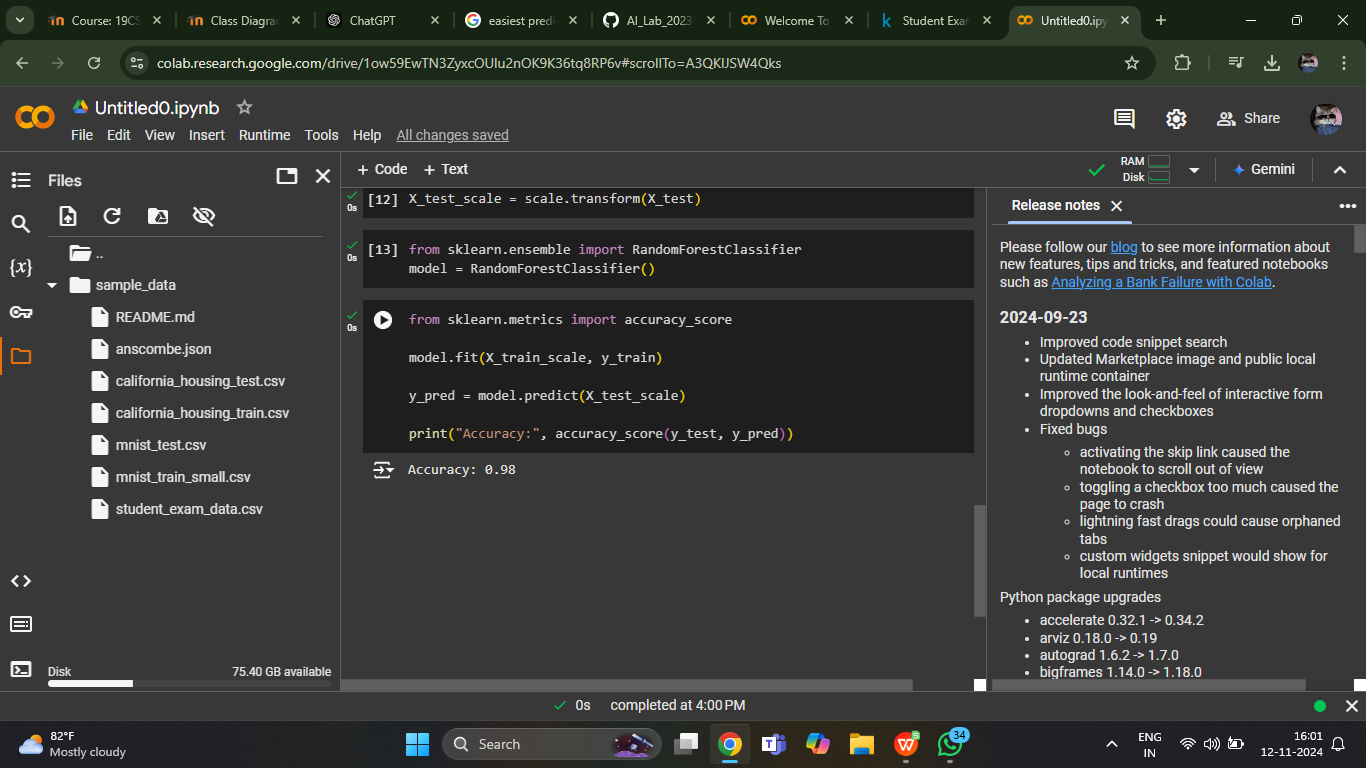 Course: 19CS
Class Diagran
ChatGPT
easiest predi
AI_Lab_2023
Welcome To
Student Exam
Untitled0.ipy
colab.research.google.com/drive/1ow59EwTN3ZyxcOUlu2nOK9K36tq8RP6v#scrollTo=A3QKlJSW4Qks
Untitled0.ipynb
File Edit View Insert Runtime Tools Help All changes saved
Share
Files
+ Code + Text
RAM
Disk
Gemini
..
sample_data
README.md
anscombe.json
california_housing_test.csv
california_housing_train.csv
mnist_test.csv
mnist_train_small.csv
student_exam_data.csv
Disk 75.40 GB available
0s [12] X_test_scale = scale.transform(X_test)
0s [13] from sklearn.ensemble import RandomForestClassifier
model = RandomForestClassifier()
0s from sklearn.metrics import accuracy_score
model.fit(X_train_scale, y_train)
y_pred = model.predict(X_test_scale)
print("Accuracy:", accuracy_score(y_test, y_pred))
Accuracy: 0.98
Release notes
Please follow our blog to see more information about
new features, tips and tricks, and featured notebooks
such as Analyzing a Bank Failure with Colab.
2024-09-23
Improved code snippet search
Updated Marketplace image and public local
runtime container
Improved the look-and-feel of interactive form
dropdowns and checkboxes
Fixed bugs
activating the skip link caused the
notebook to scroll out of view
toggling a checkbox too much caused the
page to crash
lightning fast drags could cause orphaned
tabs
custom widgets snippet would show for
local runtimes
Python package upgrades
accelerate 0.32.1 -> 0.34.2
arviz 0.18.0 -> 0.19
autograd 1.6.2 -> 1.7.0
bigframes 1.14.0 -> 1.18.0
0s completed at 4:00 PM
82°F
Mostly cloudy
Search
34
ENG
IN
16:01
12-11-2024